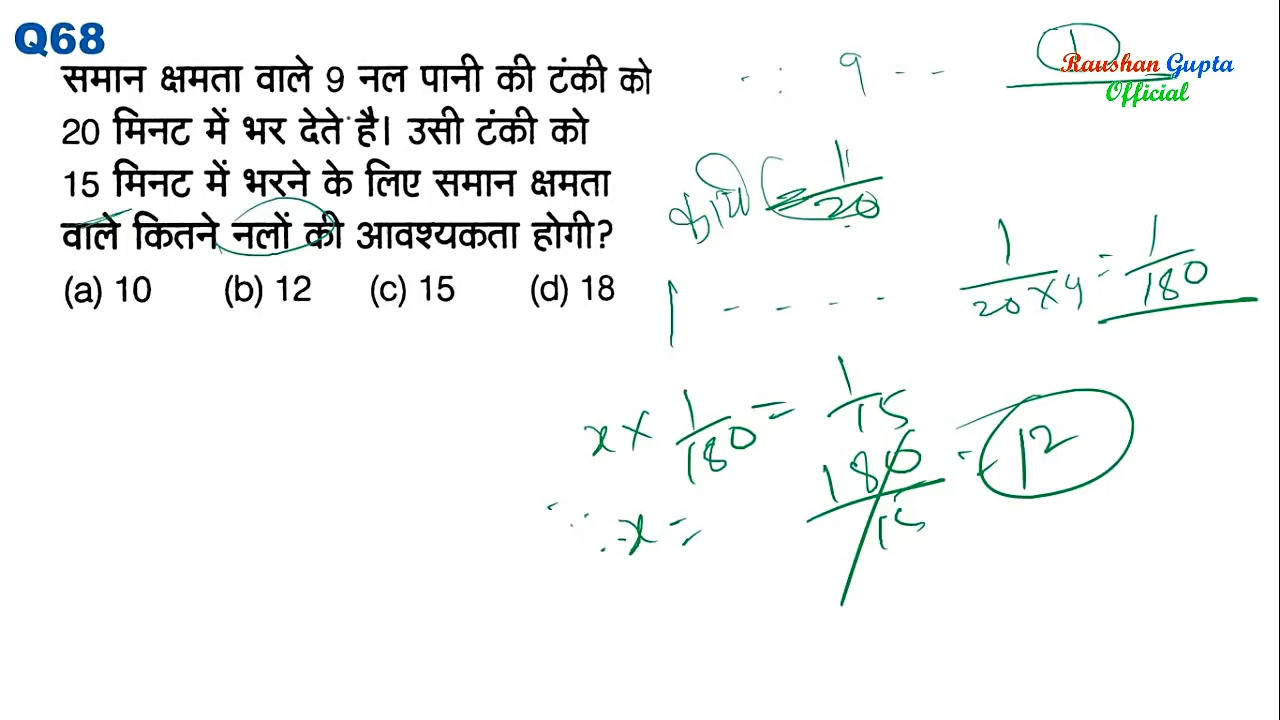 Q68
समान क्षमता वाले 9 नल पानी की टंकी को
20 मिनट में भर देते है। उसी टंकी को
15 मिनट में भरने के लिए समान क्षमता
वाले कितने नलों की आवश्यकता होगी?
(a) 10 (b) 12 (c) 15 (d) 18
∵ 9 -- 1
Raushan Gupta
Official
कार्य = 1/20
1 ---- 1/20×9 = 1/180
x × 1/180 = 1/15
∴ x = 180/15 = 12